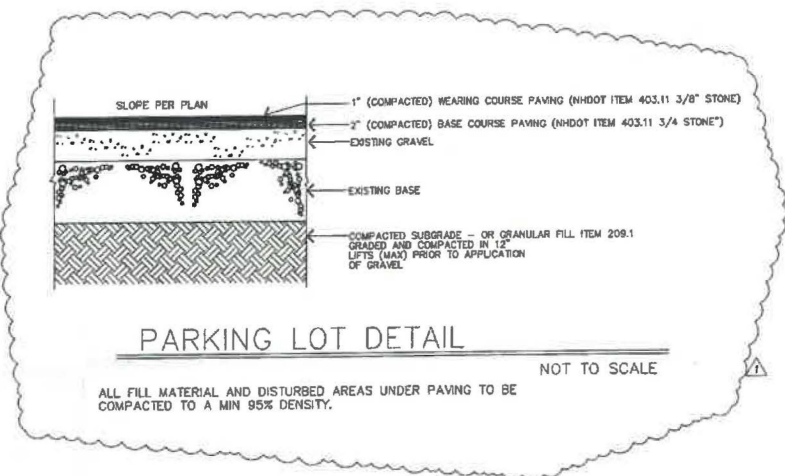 SLOPE PER PLAN
1" (COMPACTED) WEARING COURSE PAVING (NHDOT ITEM 403.11 3/8" STONE)
2" (COMPACTED) BASE COURSE PAVING (NHDOT ITEM 403.11 3/4 STONE")
EXISTING GRAVEL
EXISTING BASE
COMPACTED SUBGRADE - OR GRANULAR FILL ITEM 209.1
GRADED AND COMPACTED IN 12"
LIFTS (MAX) PRIOR TO APPLICATION
OF GRAVEL
PARKING LOT DETAIL
NOT TO SCALE
1
ALL FILL MATERIAL AND DISTURBED AREAS UNDER PAVING TO BE
COMPACTED TO A MIN 95% DENSITY.